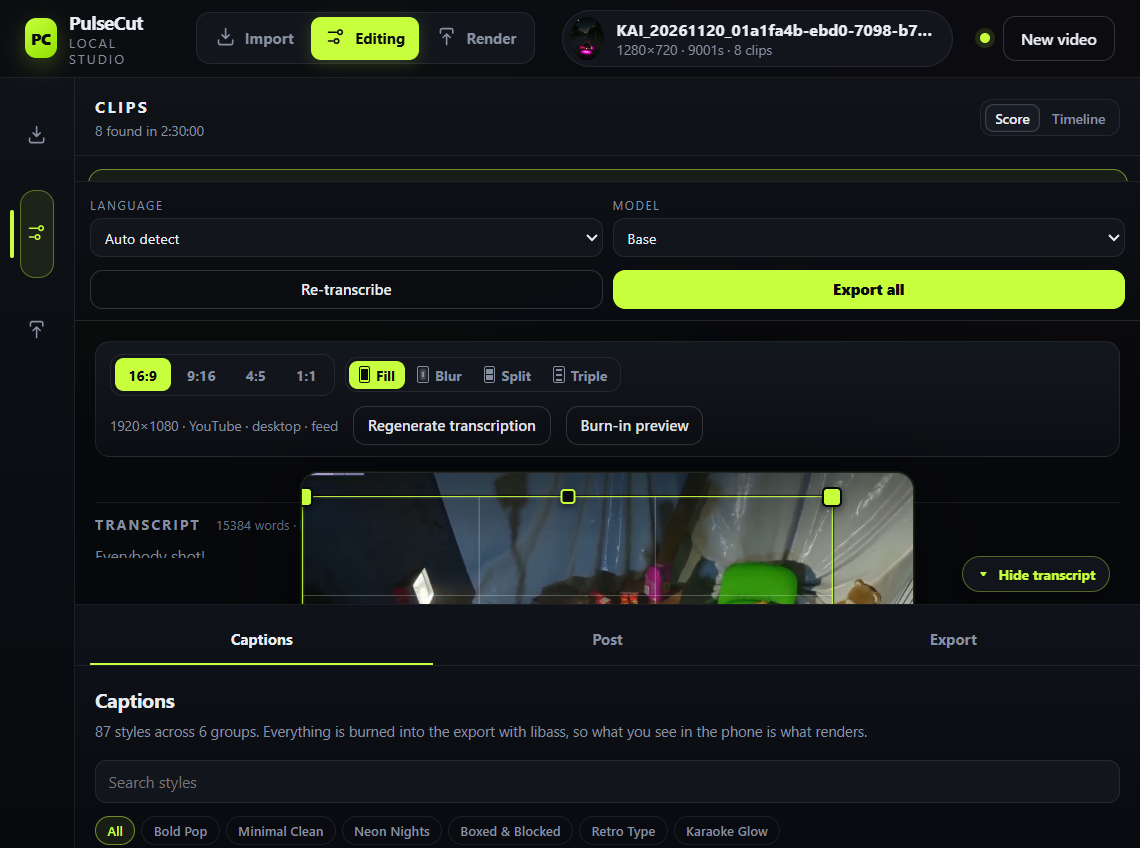 PC
PulseCut
LOCAL
STUDIO
Import
Editing
Render
KAI_20261120_01a1fa4b-ebd0-7098-b7...
1280×720 · 9001s · 8 clips
New video
CLIPS
8 found in 2:30:00
Score
Timeline
LANGUAGE
MODEL
Auto detect
Base
Re-transcribe
Export all
16:9
9:16
4:5
1:1
Fill
Blur
Split
Triple
1920×1080 · YouTube · desktop · feed
Regenerate transcription
Burn-in preview
TRANSCRIPT
15384 words ·
Everybody shot!
Hide transcript
Captions
Post
Export
Captions
87 styles across 6 groups. Everything is burned into the export with libass, so what you see in the phone is what renders.
Search styles
All
Bold Pop
Minimal Clean
Neon Nights
Boxed & Blocked
Retro Type
Karaoke Glow